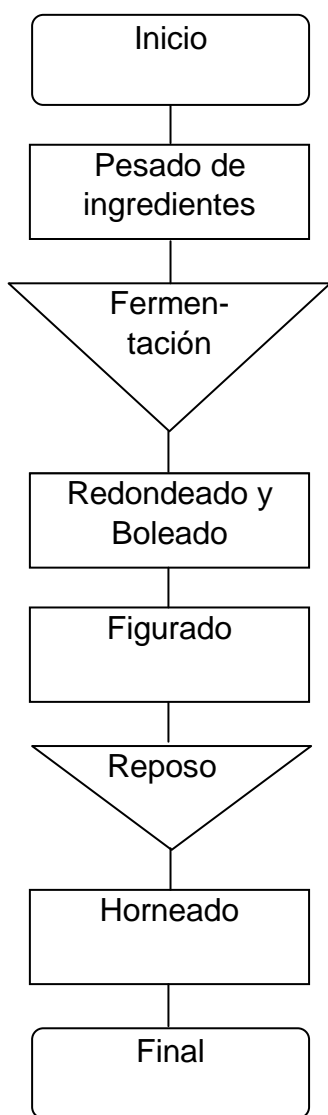 Inicio
Pesado de
ingredientes
Fermen-
tación
Redondeado y
Boleado
Figurado
Reposo
Horneado
Final